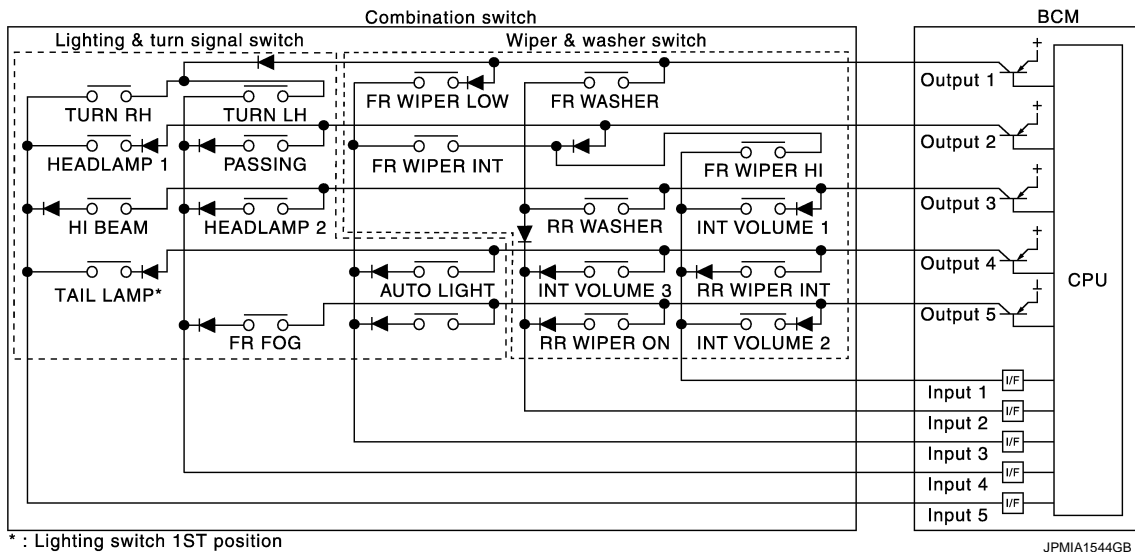 Combination switch
BCM
Lighting & turn signal switch
Wiper & washer switch
TURN RH
TURN LH
FR WIPER LOW
FR WASHER
Output 1
+
HEADLAMP 1
PASSING
FR WIPER INT
FR WIPER HI
Output 2
+
HI BEAM
HEADLAMP 2
RR WASHER
INT VOLUME 1
Output 3
+
TAIL LAMP*
AUTO LIGHT
INT VOLUME 3
RR WIPER INT
Output 4
+
CPU
FR FOG
RR WIPER ON
INT VOLUME 2
Output 5
Input 1
I/F
Input 2
I/F
Input 3
I/F
Input 4
I/F
Input 5
I/F
* : Lighting switch 1ST position
JPMIA1544GB